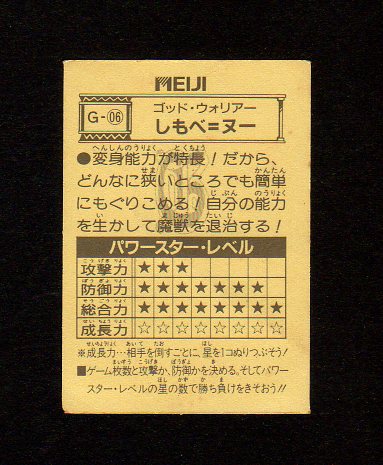 MEIJI
G-06
ゴッド・ウォリアー
しもべ=ヌー
●変身能力が特長!だから、
どんなに狭いところでも簡単
にもぐりこめる!自分の能力
を生かして魔獣を退治する!
パワースター・レベル
攻撃力 ★★★
防御力 ★★★★★★★
総合力 ★★★★★★★★
成長力 ☆☆☆☆☆☆☆☆
※成長力…相手を倒すごとに、星を1コぬりつぶそう!
■ゲーム枚数と攻撃か、防御かを決める。そしてパワー
スター・レベルの星の数で勝ち負けをきそおう!!